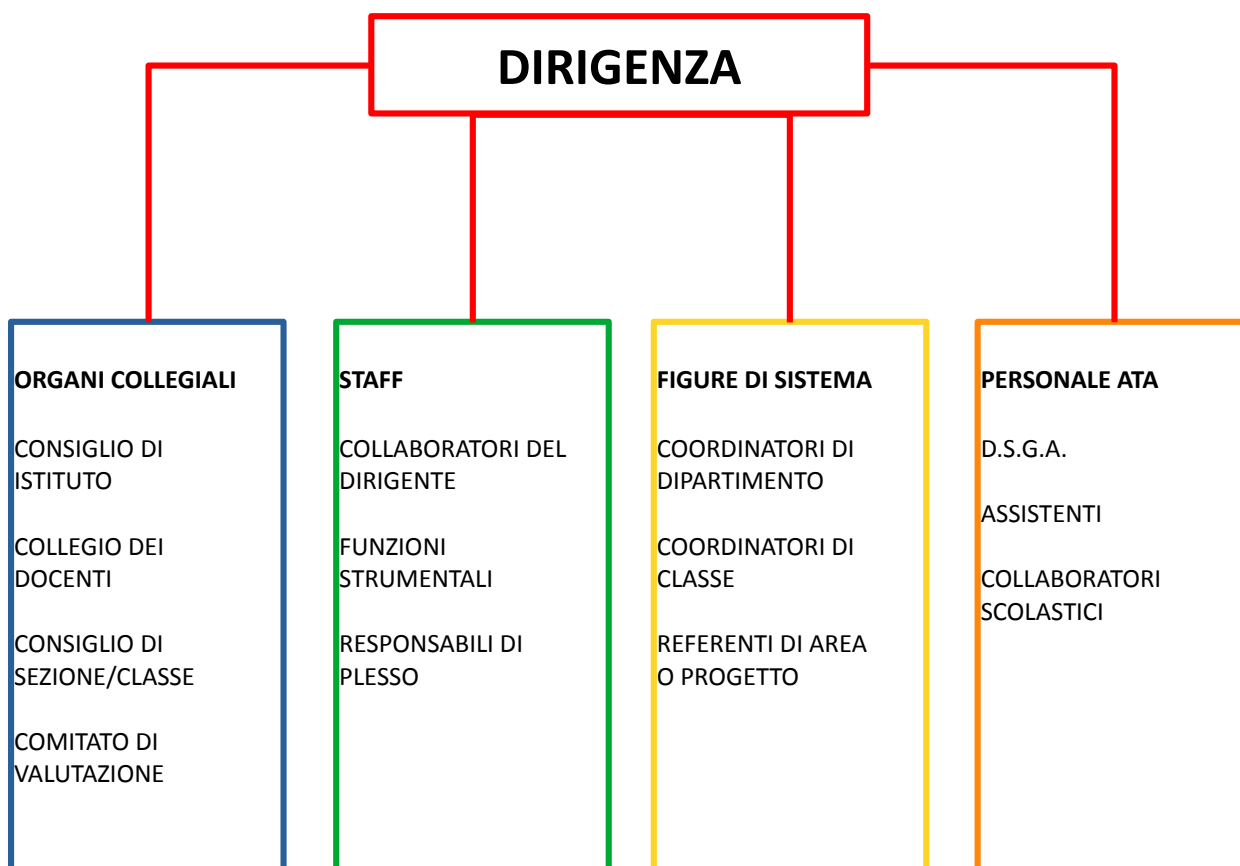 DIRIGENZA
ORGANI COLLEGIALI
CONSIGLIO DI
ISTITUTO
COLLEGIO DEI
DOCENTI
CONSIGLIO DI
SEZIONE/CLASSE
COMITATO DI
VALUTAZIONE
STAFF
COLLABORATORI DEL
DIRIGENTE
FUNZIONI
STRUMENTALI
RESPONSABILI DI
PLESSO
FIGURE DI SISTEMA
COORDINATORI DI
DIPARTIMENTO
COORDINATORI DI
CLASSE
REFERENTI DI AREA
O PROGETTO
PERSONALE ATA
D.S.G.A.
ASSISTENTI
COLLABORATORI
SCOLASTICI